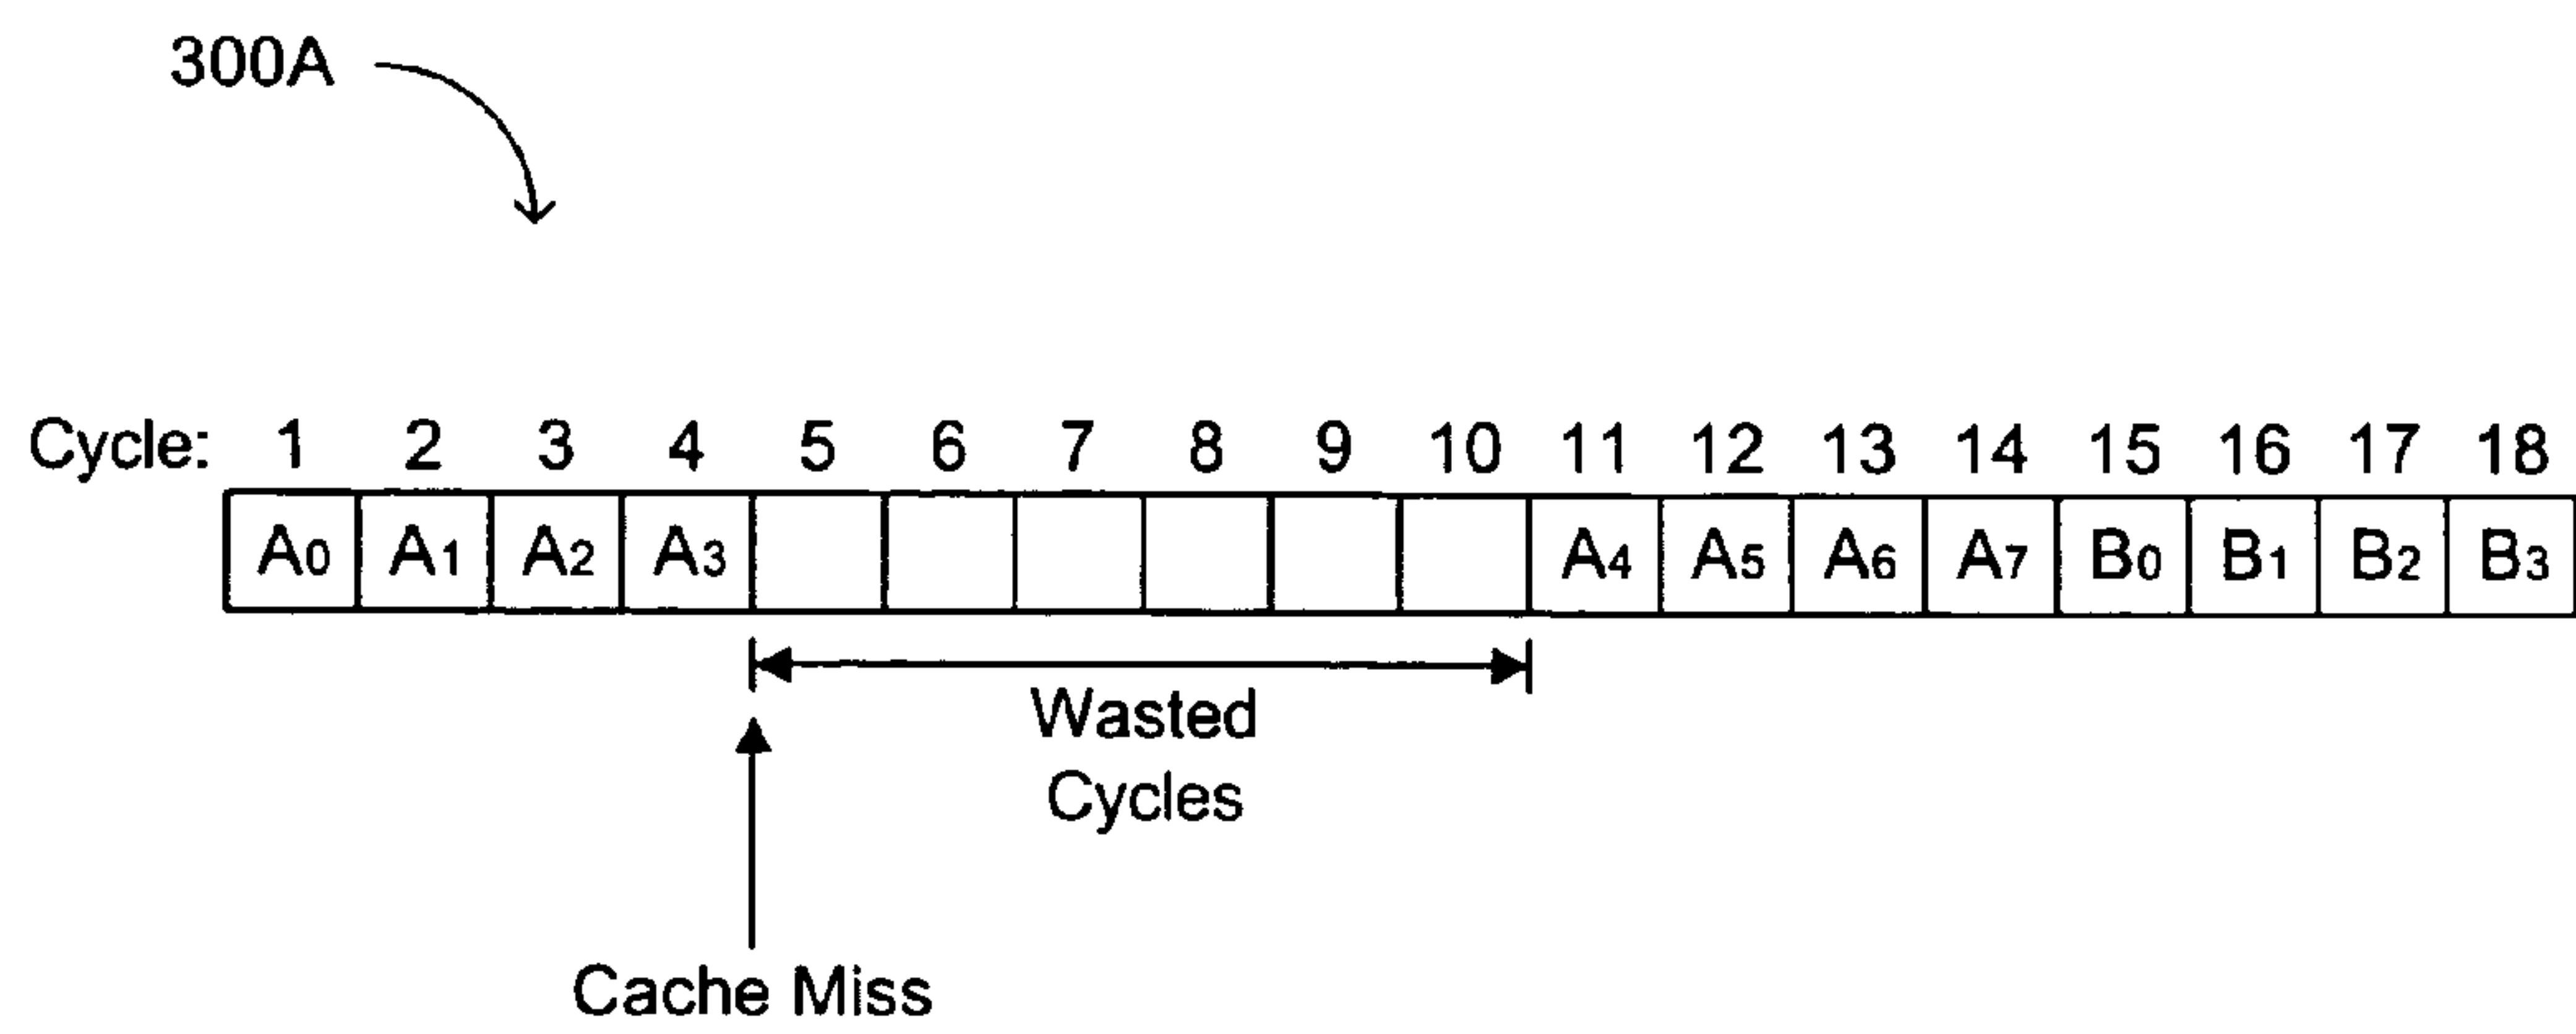 300A
Cycle: 1 2 3 4 5 6 7 8 9 10 11 12 13 14 15 16 17 18
A0 A1 A2 A3 A4 A5 A6 A7 B0 B1 B2 B3
Wasted
Cycles
Cache Miss